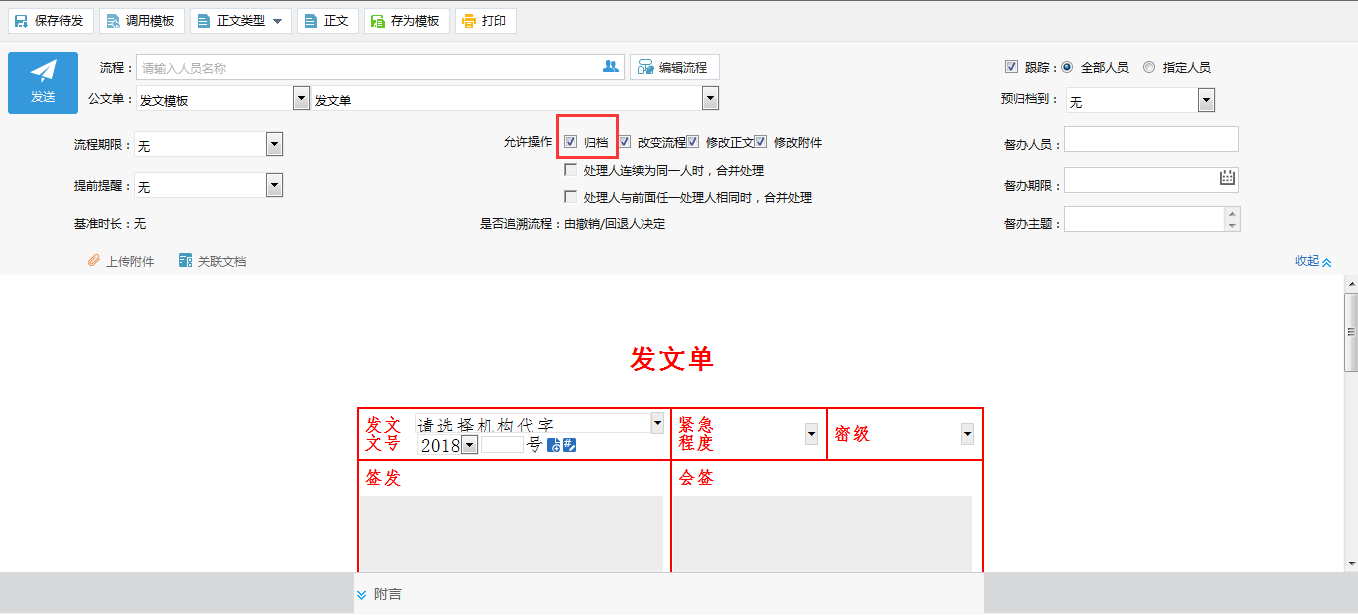 保存待发 调用模板 正文类型 正文 存为模板 打印
发送 流程： 请输入人员名称 编辑流程 跟踪： 全部人员 指定人员
公文单： 发文模板 发文单 预归档到： 无
流程期限： 无 允许操作 归档 改变流程 修改正文 修改附件 督办人员：
处理人连续为同一人时，合并处理
提前提醒： 无 督办期限：
处理人与前面任一处理人相同时，合并处理
基准时长：无 是否追溯流程：由撤销/回退人决定 督办主题：
上传附件 关联文档 收起
发文单
发文 请选择机构代字 紧急 密级
文号 2018 号 程度
签发 会签
附言